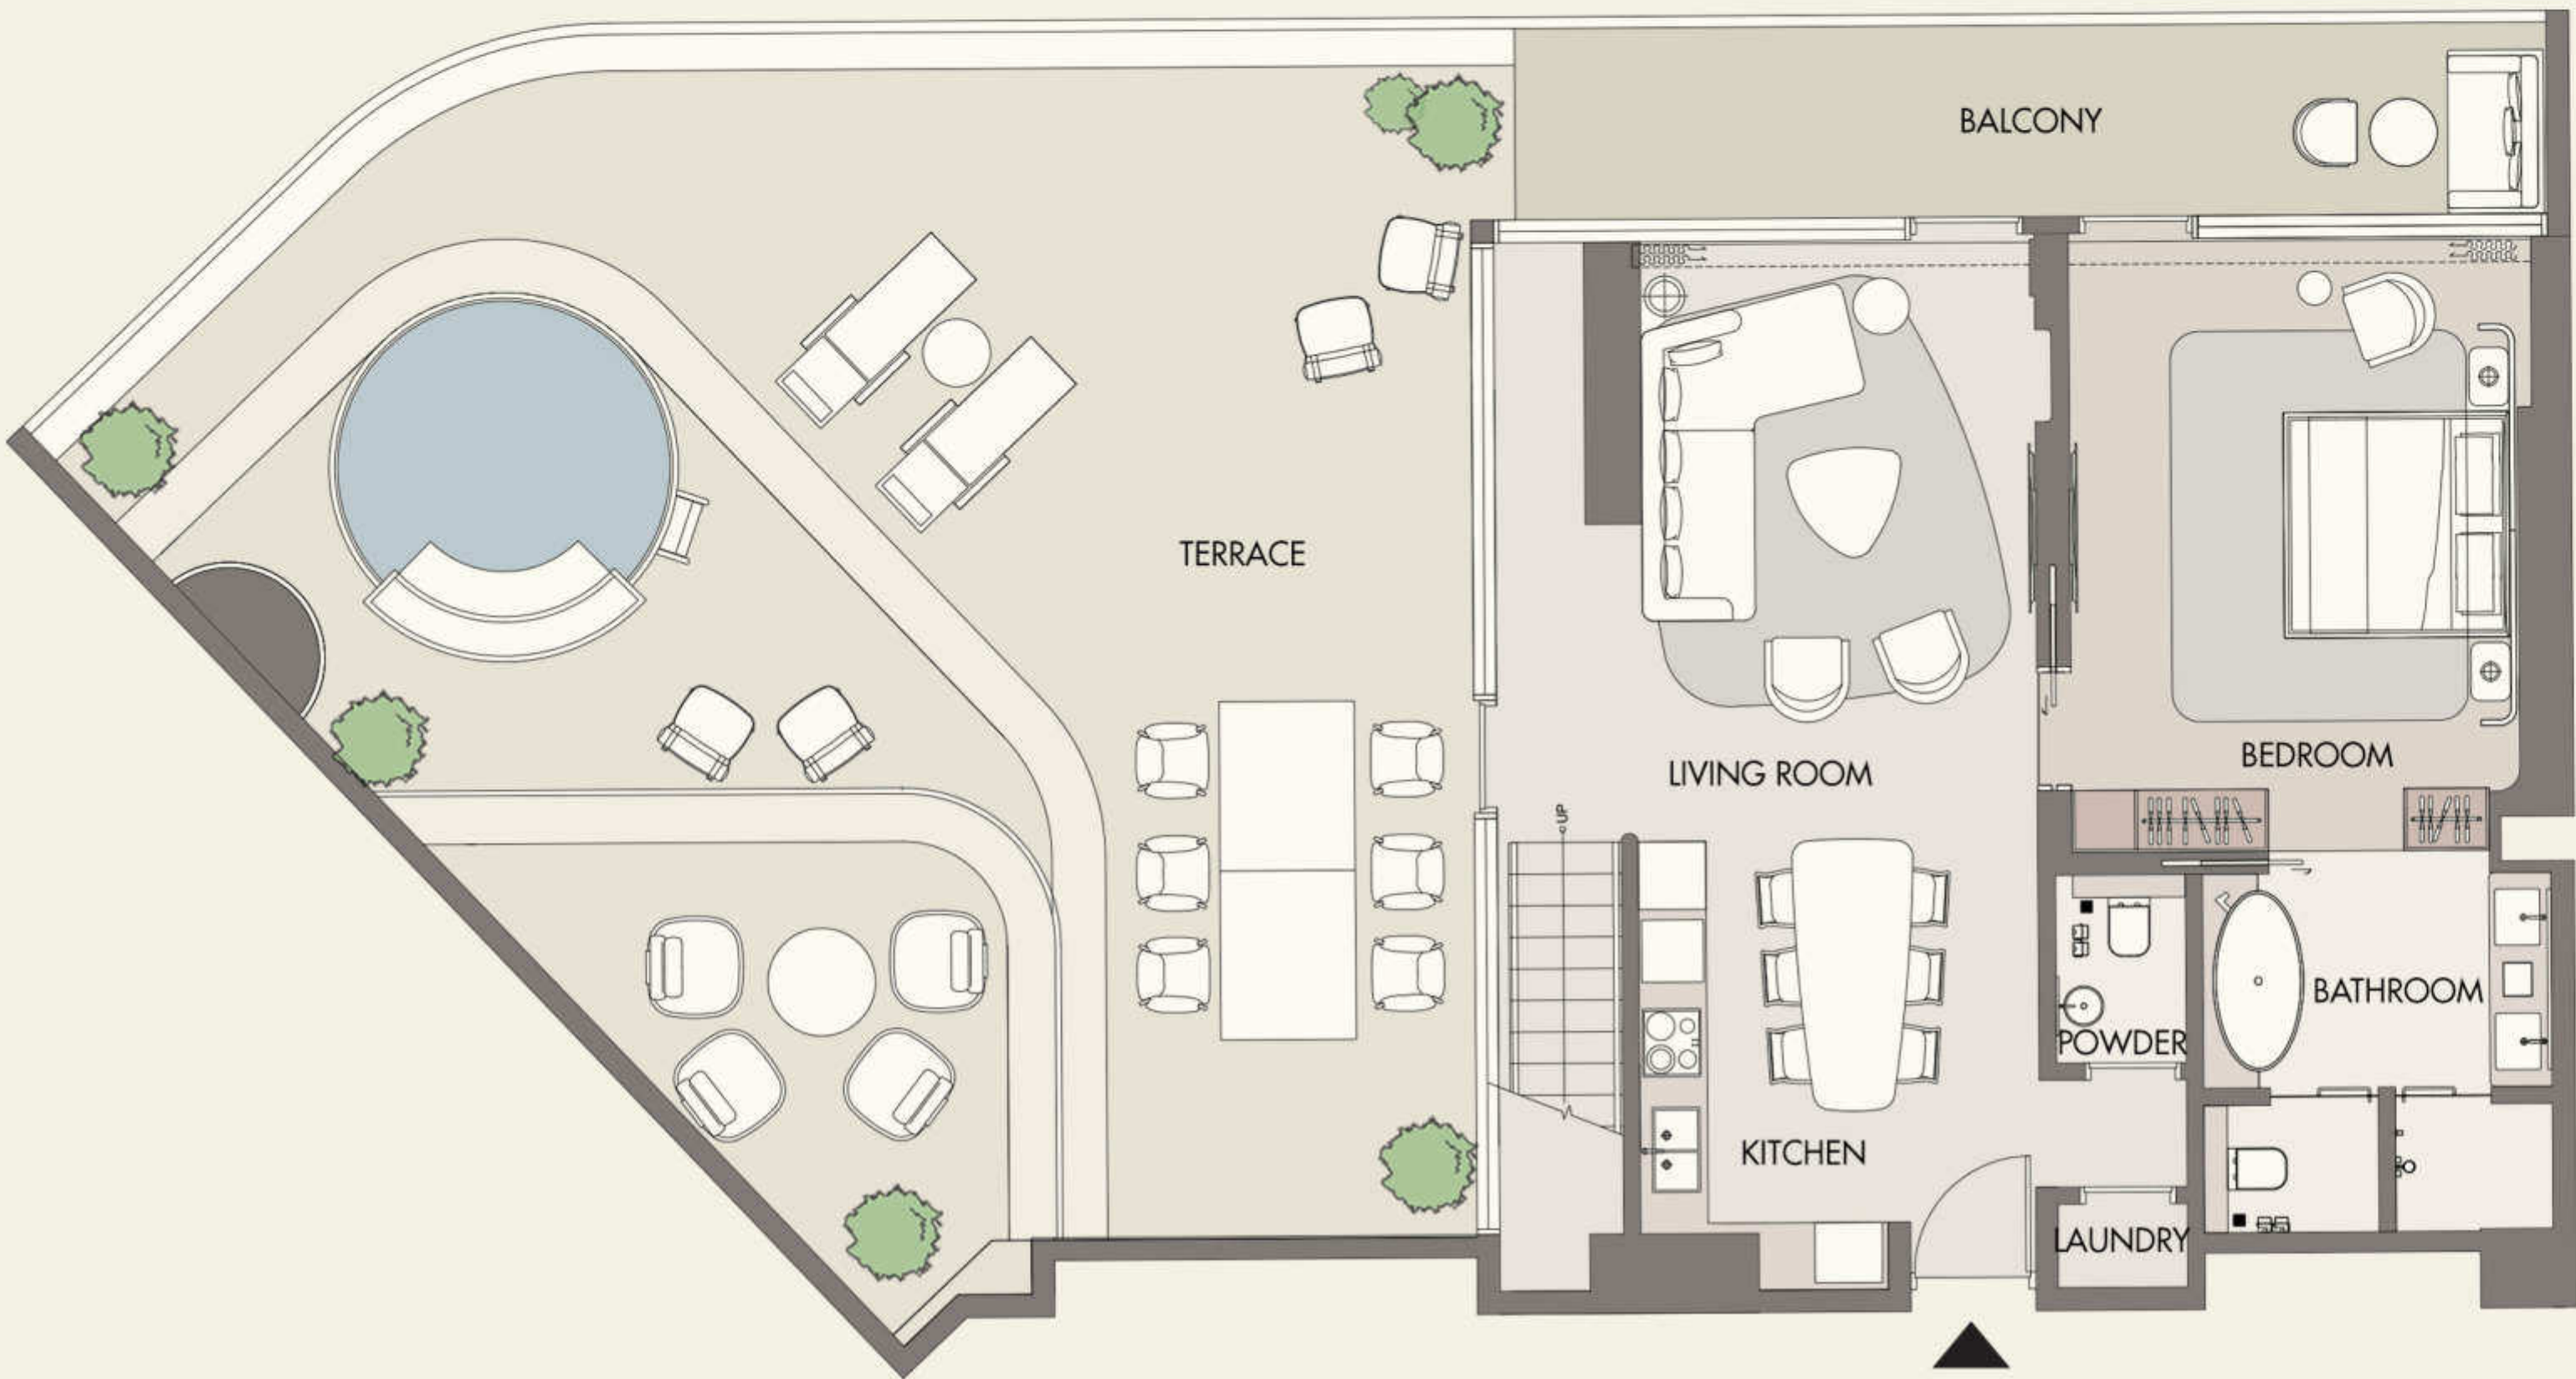 BALCONY
TERRACE
LIVING ROOM
BEDROOM
UP
BATHROOM
POWDER
KITCHEN
LAUNDRY